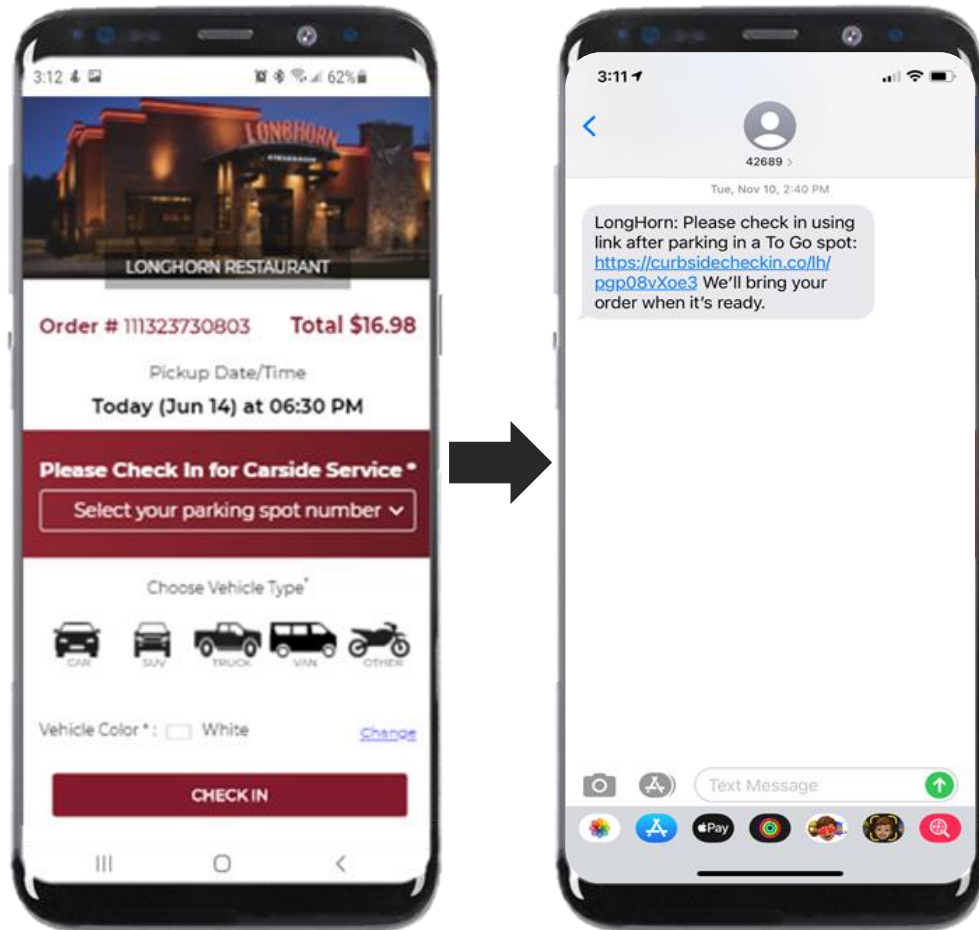 3:12
62%
LONGHORN
STEAKHOUSE
LONGHORN RESTAURANT
Order # 111323730803 Total $16.98
Pickup Date/Time
Today (Jun 14) at 06:30 PM
Please Check In for Carside Service *
Select your parking spot number
Choose Vehicle Type*
CAR SUV TRUCK VAN OTHER
Vehicle Color * : White Change
CHECK IN
3:11
42689 >
Tue, Nov 10, 2:40 PM
LongHorn: Please check in using
link after parking in a To Go spot:
https://curbsidecheckin.co/lh/
pgp08vXoe3 We'll bring your
order when it's ready.
Text Message
Pay